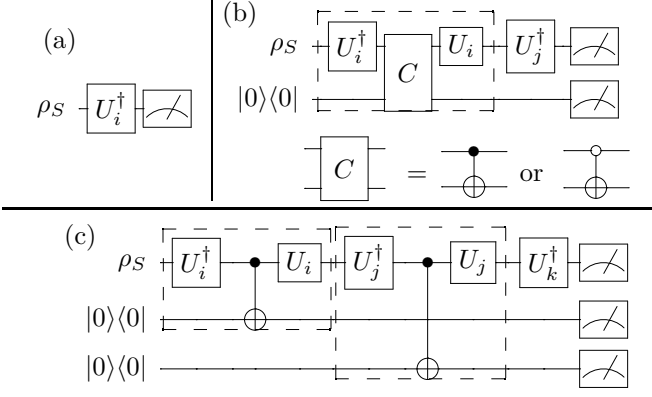 (a)
ρ_S U_i^† 
(b)
ρ_S U_i^† C U_i U_j^†
|0⟩⟨0|
C = or
(c)
ρ_S U_i^† U_i U_j^† U_j U_k^†
|0⟩⟨0|
|0⟩⟨0|